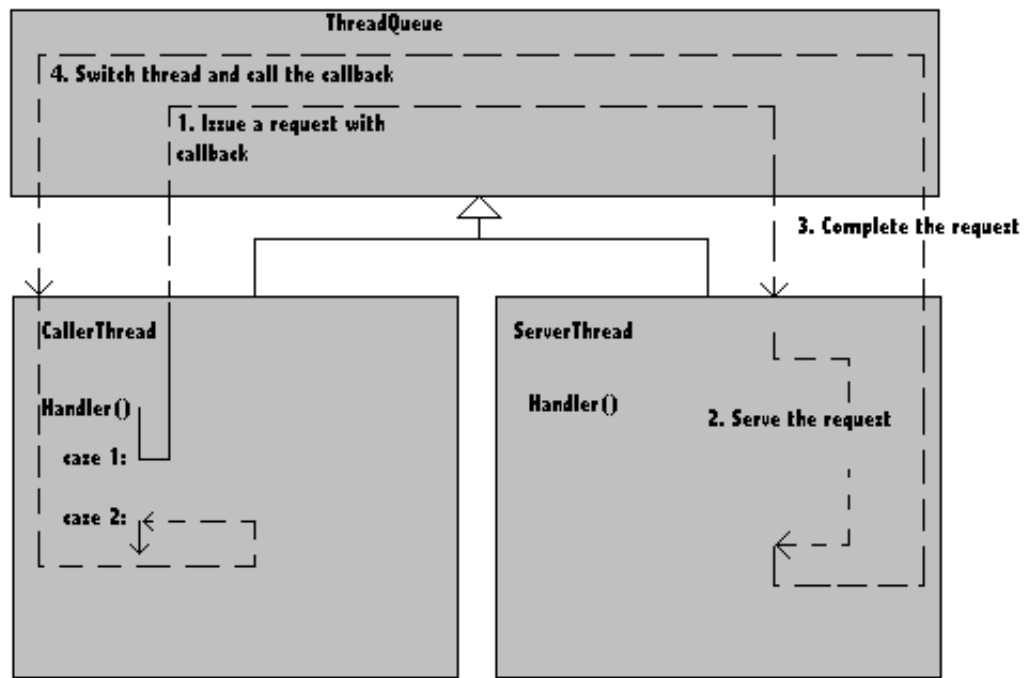 ThreadQueue
4. Switch thread and call the callback
1. Issue a request with
callback
3. Complete the request
CallerThread
Handler()
case 1:
case 2:
ServerThread
Handler()
2. Serve the request